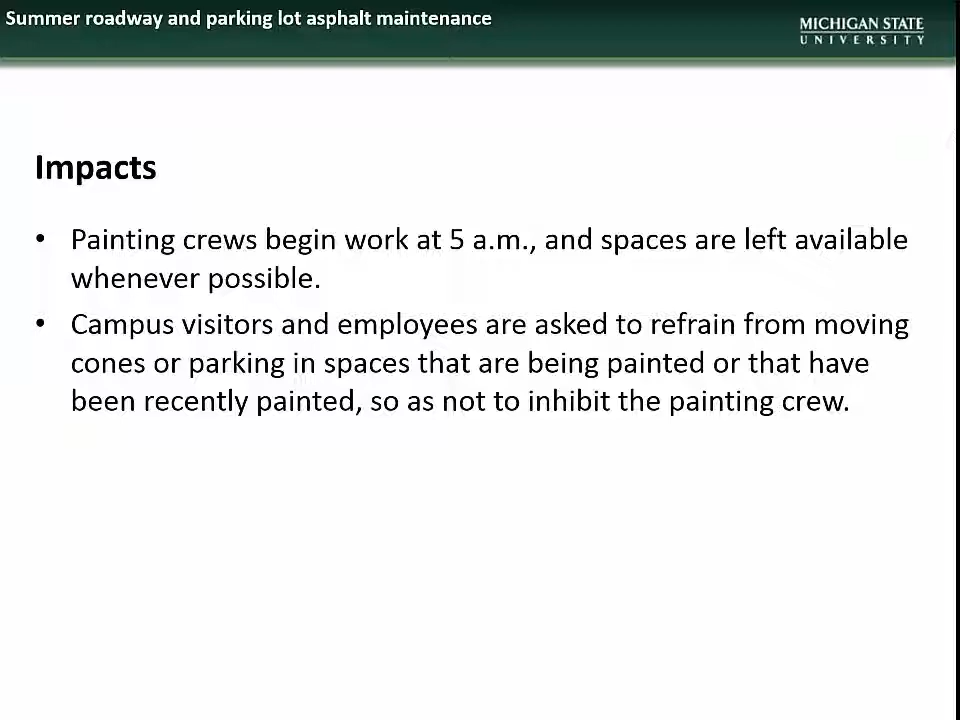 Summer roadway and parking lot asphalt maintenance
MICHIGAN STATE
UNIVERSITY
Impacts
• Painting crews begin work at 5 a.m., and spaces are left available
whenever possible.
• Campus visitors and employees are asked to refrain from moving
cones or parking in spaces that are being painted or that have
been recently painted, so as not to inhibit the painting crew.